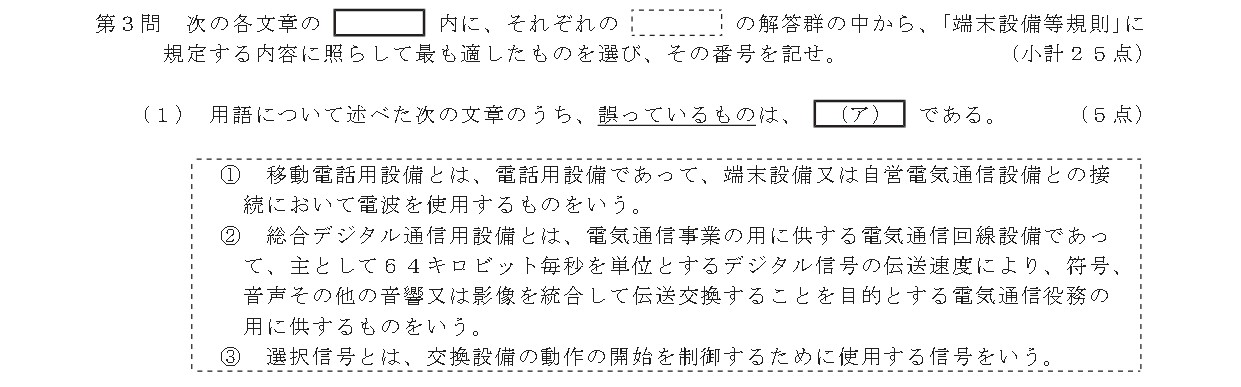 第３問　次の各文章の　　　　　内に、それぞれの　　　　　の解答群の中から、「端末設備等規則」に
規定する内容に照らして最も適したものを選び、その番号を記せ。　　　　　　　（小計２５点）
（１）　用語について述べた次の文章のうち、誤っているものは、　（ア）　である。　　　（５点）
①　移動電話用設備とは、電話用設備であって、端末設備又は自営電気通信設備との接
続において電波を使用するものをいう。
②　総合デジタル通信用設備とは、電気通信事業の用に供する電気通信回線設備であっ
て、主として６４キロビット毎秒を単位とするデジタル信号の伝送速度により、符号、
音声その他の音響又は影像を統合して伝送交換することを目的とする電気通信役務の
用に供するものをいう。
③　選択信号とは、交換設備の動作の開始を制御するために使用する信号をいう。